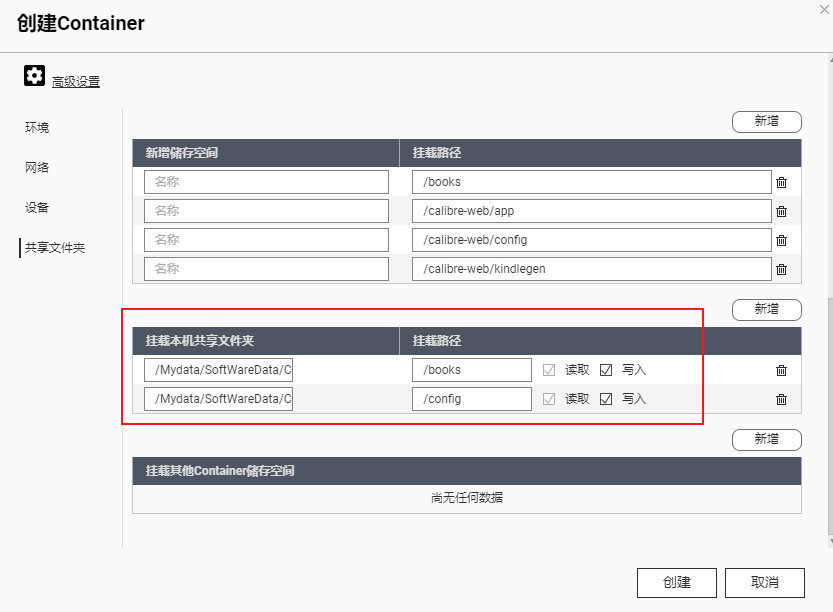 创建Container
高级设置
环境
网络
设备
共享文件夹
新增
新增储存空间 挂载路径
名称 /books
名称 /calibre-web/app
名称 /calibre-web/config
名称 /calibre-web/kindlegen
新增
挂载本机共享文件夹 挂载路径
/Mydata/SoftWareData/C /books 读取 写入
/Mydata/SoftWareData/C /config 读取 写入
新增
挂载其他Container储存空间
尚无任何数据
创建 取消